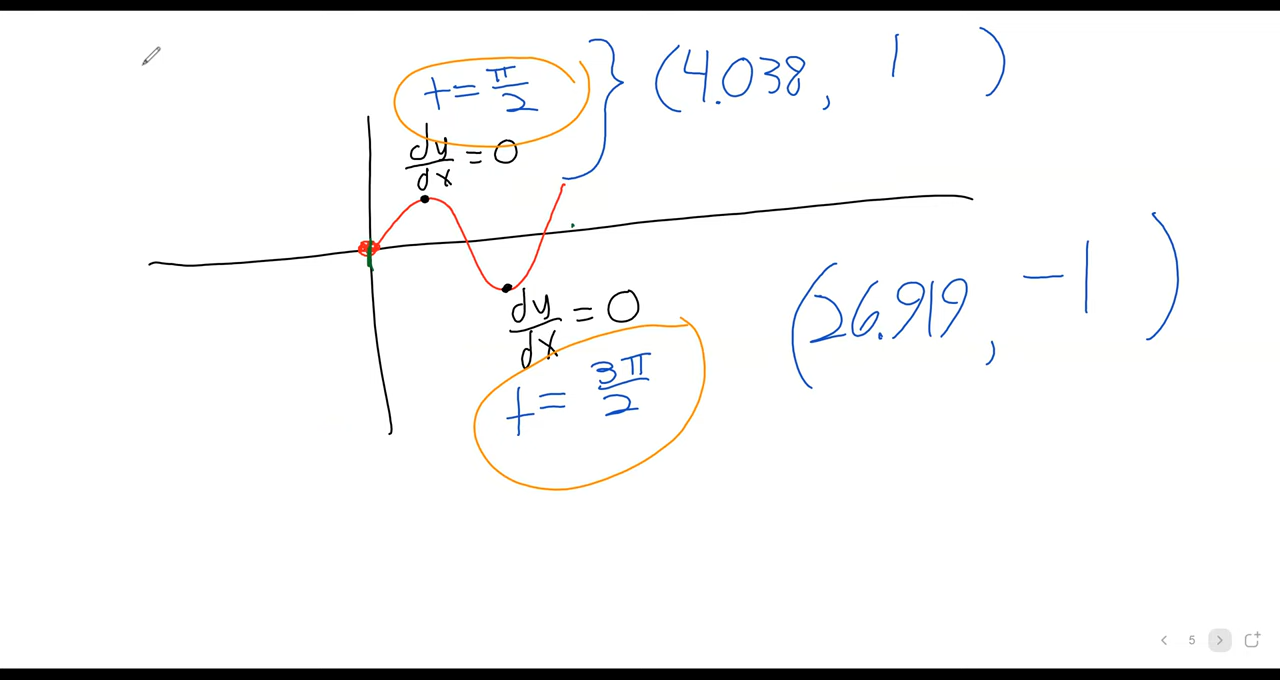 t = π/2 } (4.038, 1)
dy/dx = 0
dy/dx = 0
(26.919, -1)
t = 3π/2
5